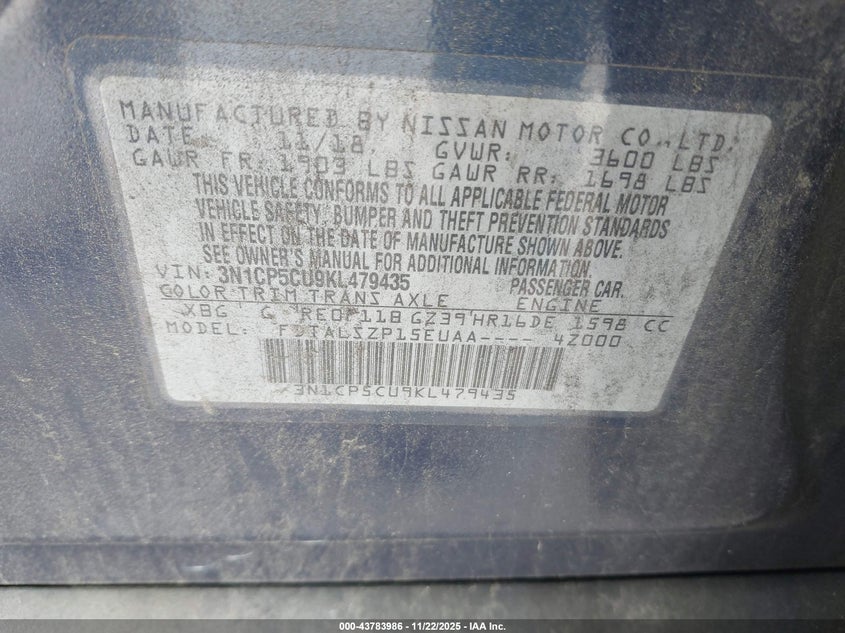 MANUFACTURED BY NISSAN MOTOR CO., LTD.
DATE 11/18 GVWR: 3600 LBS
GAWR FR: 1903 LBS GAWR RR: 1698 LBS
THIS VEHICLE CONFORMS TO ALL APPLICABLE FEDERAL MOTOR
VEHICLE SAFETY, BUMPER AND THEFT PREVENTION STANDARDS
IN EFFECT ON THE DATE OF MANUFACTURE SHOWN ABOVE.
SEE OWNER'S MANUAL FOR ADDITIONAL INFORMATION.
VIN: 3N1CP5CU9KL479435 PASSENGER CAR.
COLOR TRIM TRANS AXLE ENGINE
XBG G RE0F11B GZ39 HR16DE 1598 CC
MODEL: 4Z000
3N1CP5CU9KL479435
000-43783986 - 11/22/2025 - IAA Inc.